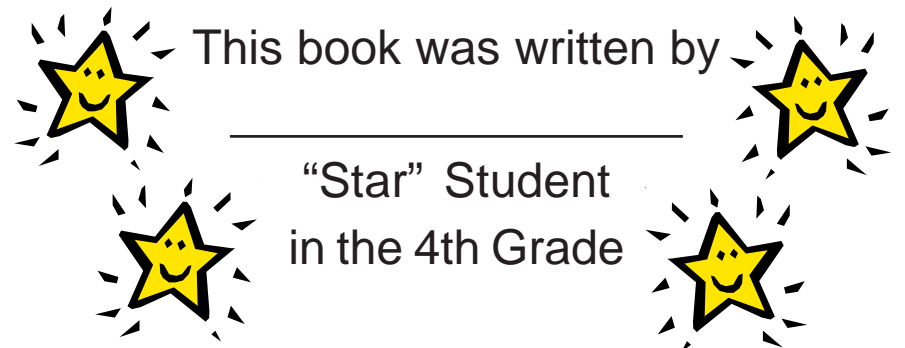 This book was written by
“Star” Student
in the 4th Grade